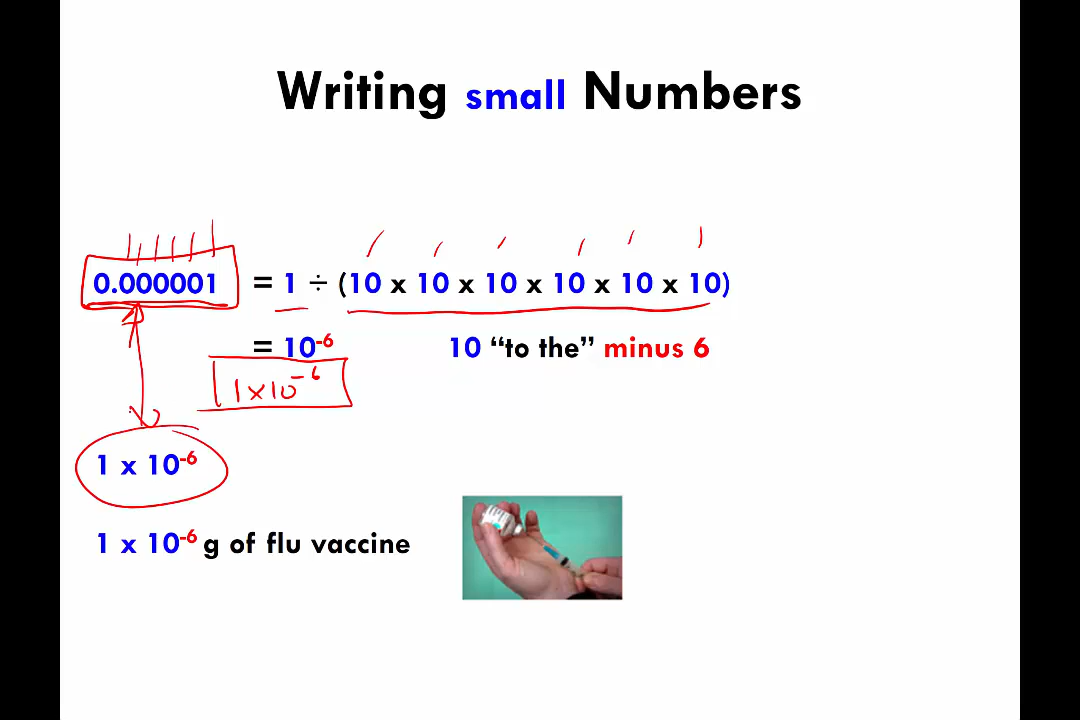 Writing small Numbers
0.000001 = 1 ÷ (10 x 10 x 10 x 10 x 10 x 10)
= 10⁻⁶ 10 “to the” minus 6
1x10⁻⁶
1 x 10⁻⁶
1 x 10⁻⁶ g of flu vaccine